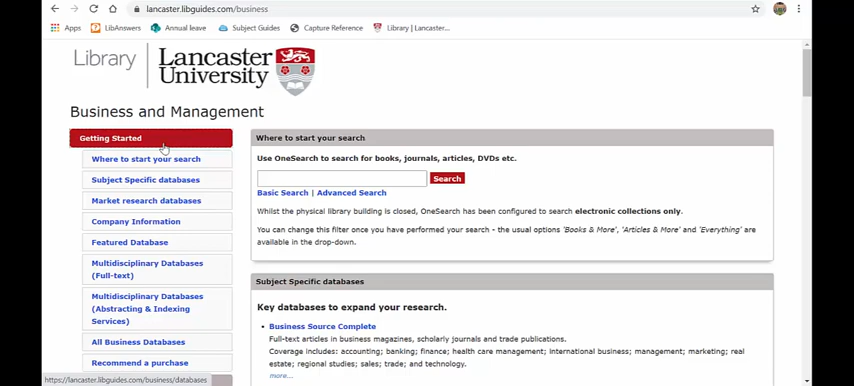 lancaster.libguides.com/business
Apps LibAnswers Annual leave Subject Guides Capture Reference Library | Lancaster...
Library Lancaster University
Business and Management
Getting Started
Where to start your search
Subject Specific databases
Market research databases
Company Information
Featured Database
Multidisciplinary Databases
(Full-text)
Multidisciplinary Databases
(Abstracting & Indexing
Services)
All Business Databases
Recommend a purchase
Where to start your search
Use OneSearch to search for books, journals, articles, DVDs etc.
Search
Basic Search | Advanced Search
Whilst the physical library building is closed, OneSearch has been configured to search electronic collections only.
You can change this filter once you have performed your search - the usual options 'Books & More', 'Articles & More' and 'Everything' are
available in the drop-down.
Subject Specific databases
Key databases to expand your research.
• Business Source Complete
Full-text articles in business magazines, scholarly journals and trade publications.
Coverage includes: accounting; banking; finance; health care management; international business; management; marketing; real
estate; regional studies; sales; trade; and technology.
more...
https://lancaster.libguides.com/business/databases